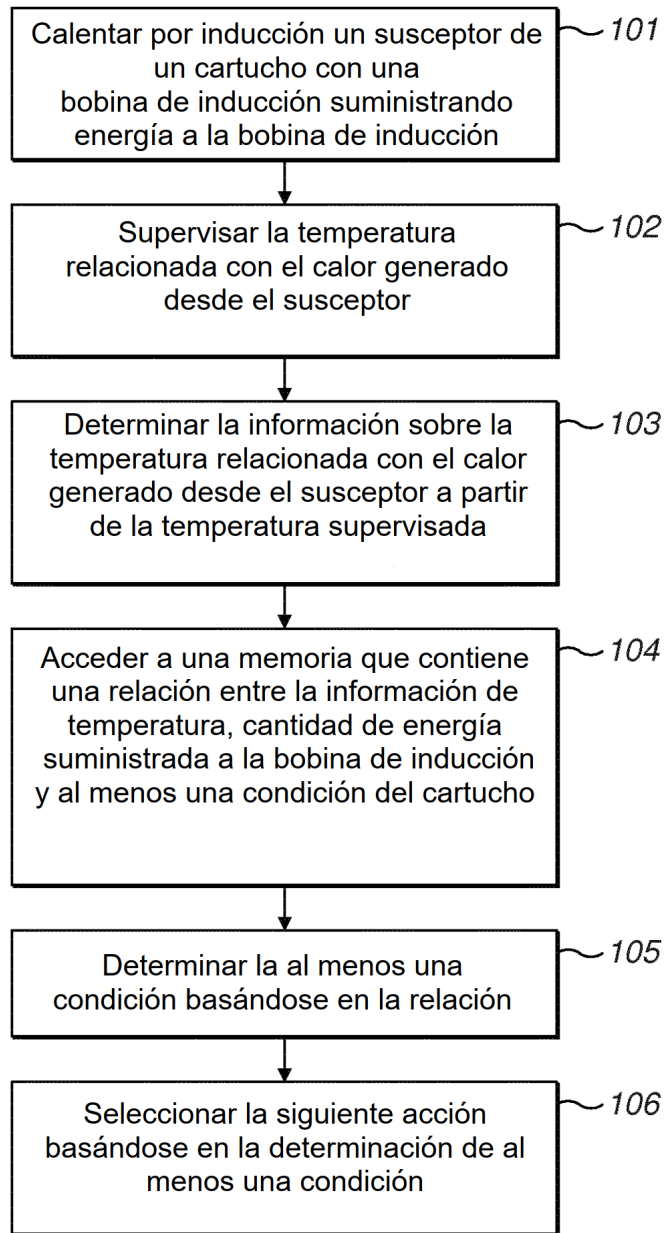 Calentar por inducción un susceptor de
un cartucho con una
bobina de inducción suministrando
energía a la bobina de inducción
101
Supervisar la temperatura
relacionada con el calor generado
desde el susceptor
102
Determinar la información sobre la
temperatura relacionada con el calor
generado desde el susceptor a partir
de la temperatura supervisada
103
Acceder a una memoria que contiene
una relación entre la información de
temperatura, cantidad de energía
suministrada a la bobina de inducción
y al menos una condición del cartucho
104
Determinar la al menos una
condición basándose en la relación
105
Seleccionar la siguiente acción
basándose en la determinación de al
menos una condición
106